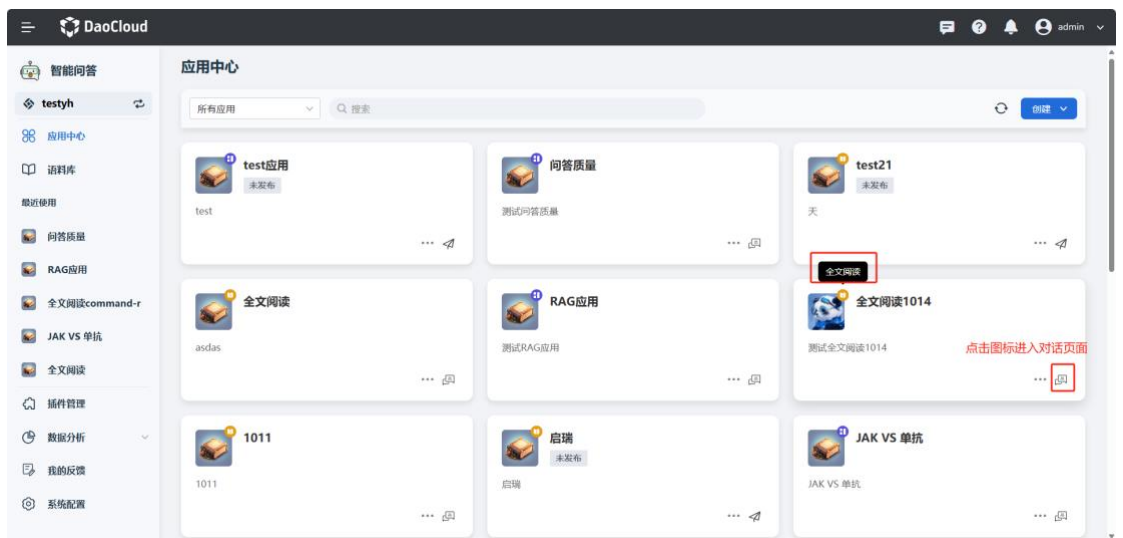 DaoCloud
admin
智能问答
testyh
应用中心
语料库
最近使用
问答质量
RAG应用
全文阅读command-r
JAK VS 单抗
全文阅读
插件管理
数据分析
我的反馈
系统配置
应用中心
所有应用
搜索
创建
test应用
未发布
test
问答质量
测试问答质量
test21
未发布
天
全文阅读
全文阅读
asdas
RAG应用
测试RAG应用
全文阅读1014
测试全文阅读1014
点击图标进入对话页面
1011
1011
启瑞
未发布
启瑞
JAK VS 单抗
JAK VS 单抗